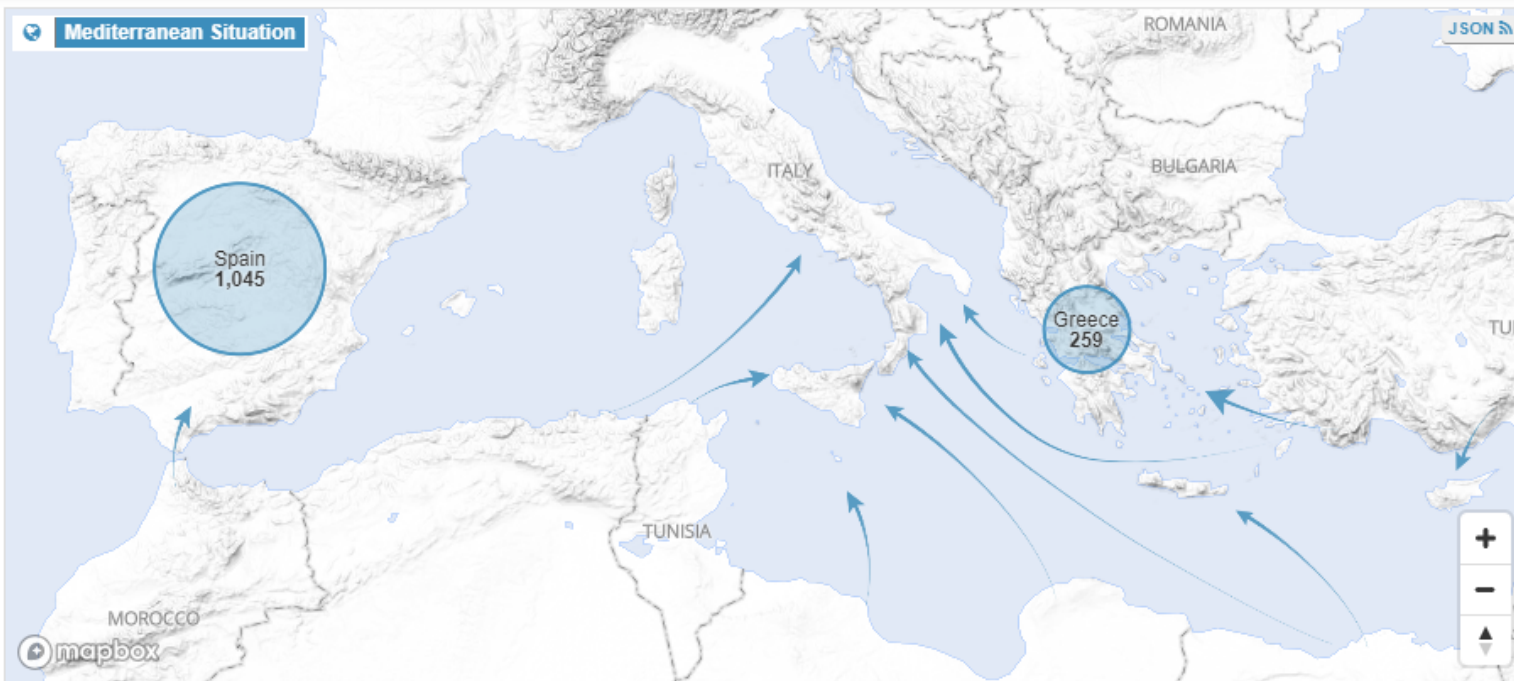 Mediterranean Situation
JSON
ROMANIA
ITALY
BULGARIA
Spain
1,045
Greece
259
TUNISIA
MOROCCO
mapbox